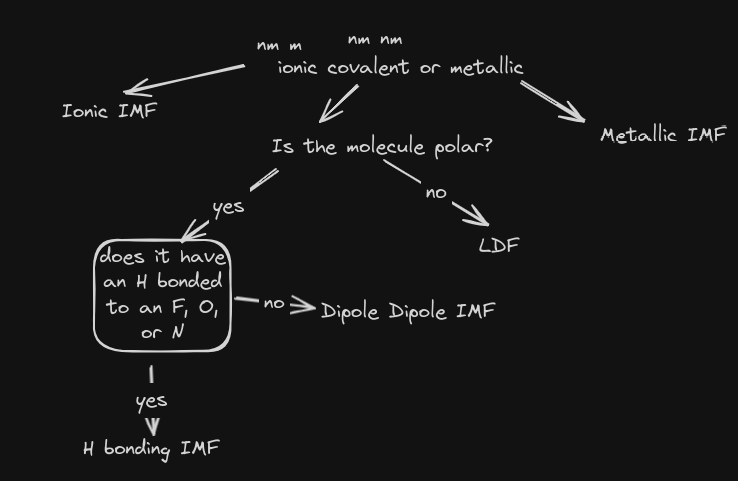 nm m
nm nm
ionic covalent or metallic
Ionic IMF
Metallic IMF
Is the molecule polar?
yes
no
LDF
does it have
an H bonded
to an F, O,
or N
no
Dipole Dipole IMF
yes
H bonding IMF